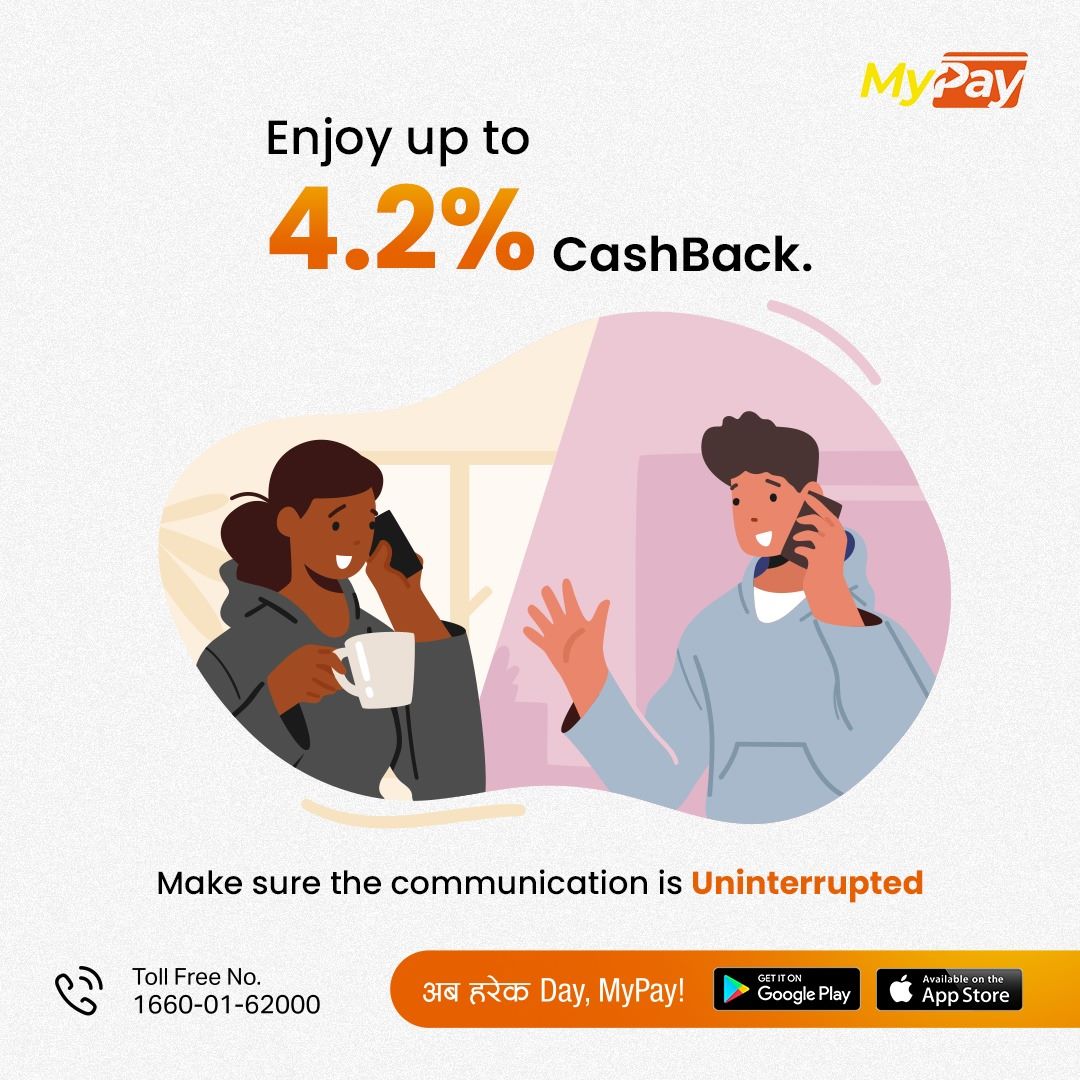 MyPay
Enjoy up to
4.2% CashBack.
Make sure the communication is Uninterrupted
Toll Free No.
1660-01-62000
अब हरेक Day, MyPay!
GET IT ON
Google Play
Available on the
App Store